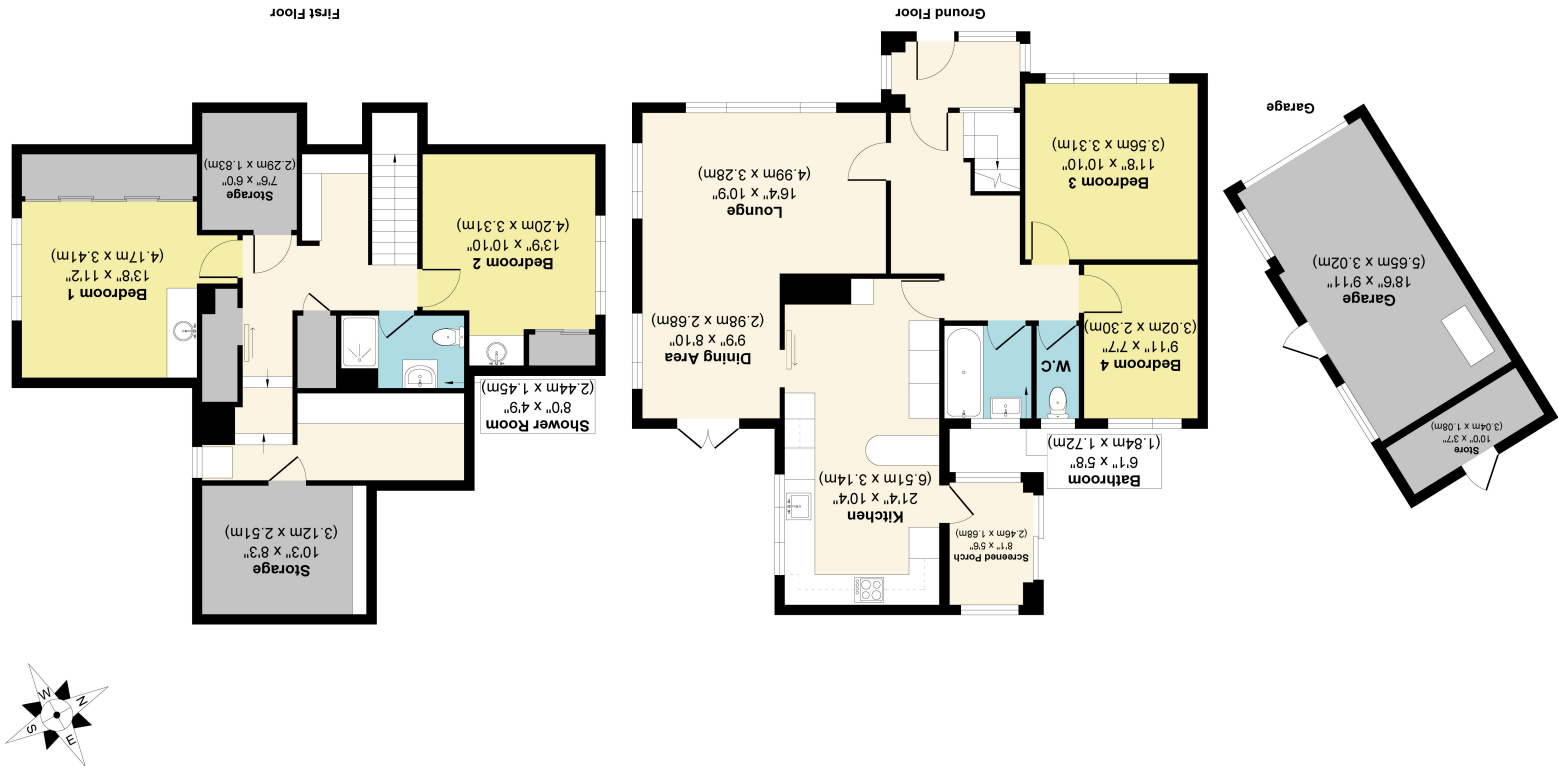 Garage
18'6" x 9'11"
(5.65m x 3.02m)
Store
10'0" x 3'7"
(3.04m x 1.08m)
Garage
Screened Porch
8'1" x 5'6"
(2.46m x 1.68m)
Kitchen
21'4" x 10'4"
(6.51m x 3.14m)
Bathroom
6'1" x 5'8"
(1.84m x 1.72m)
W.C
Bedroom 4
9'11" x 7'7"
(3.02m x 2.30m)
Dining Area
9'9" x 8'10"
(2.98m x 2.68m)
Lounge
16'4" x 10'9"
(4.99m x 3.28m)
Bedroom 3
11'8" x 10'10"
(3.56m x 3.31m)
Ground Floor
Storage
10'3" x 8'3"
(3.12m x 2.51m)
Shower Room
8'0" x 4'9"
(2.44m x 1.45m)
Bedroom 2
13'9" x 10'10"
(4.20m x 3.31m)
Bedroom 1
13'8" x 11'2"
(4.17m x 3.41m)
Storage
7'6" x 6'0"
(2.29m x 1.83m)
First Floor
N
E
S
W